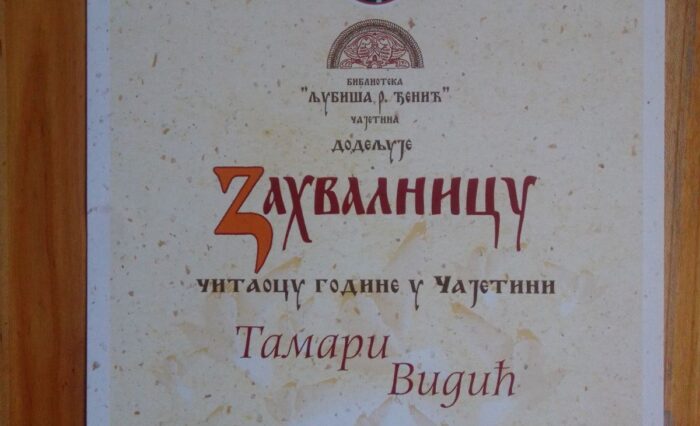 БИБЛИОТЕКА
"ЉУБИША Р. ЂЕНИЋ"
ЧАЈЕТИНА
ДОДЕЉУЈЕ
ЗАХВАЛНИЦУ
ЧИТАОЦУ ГОДИНЕ У ЧАЈЕТИНИ
Тамари
Видић